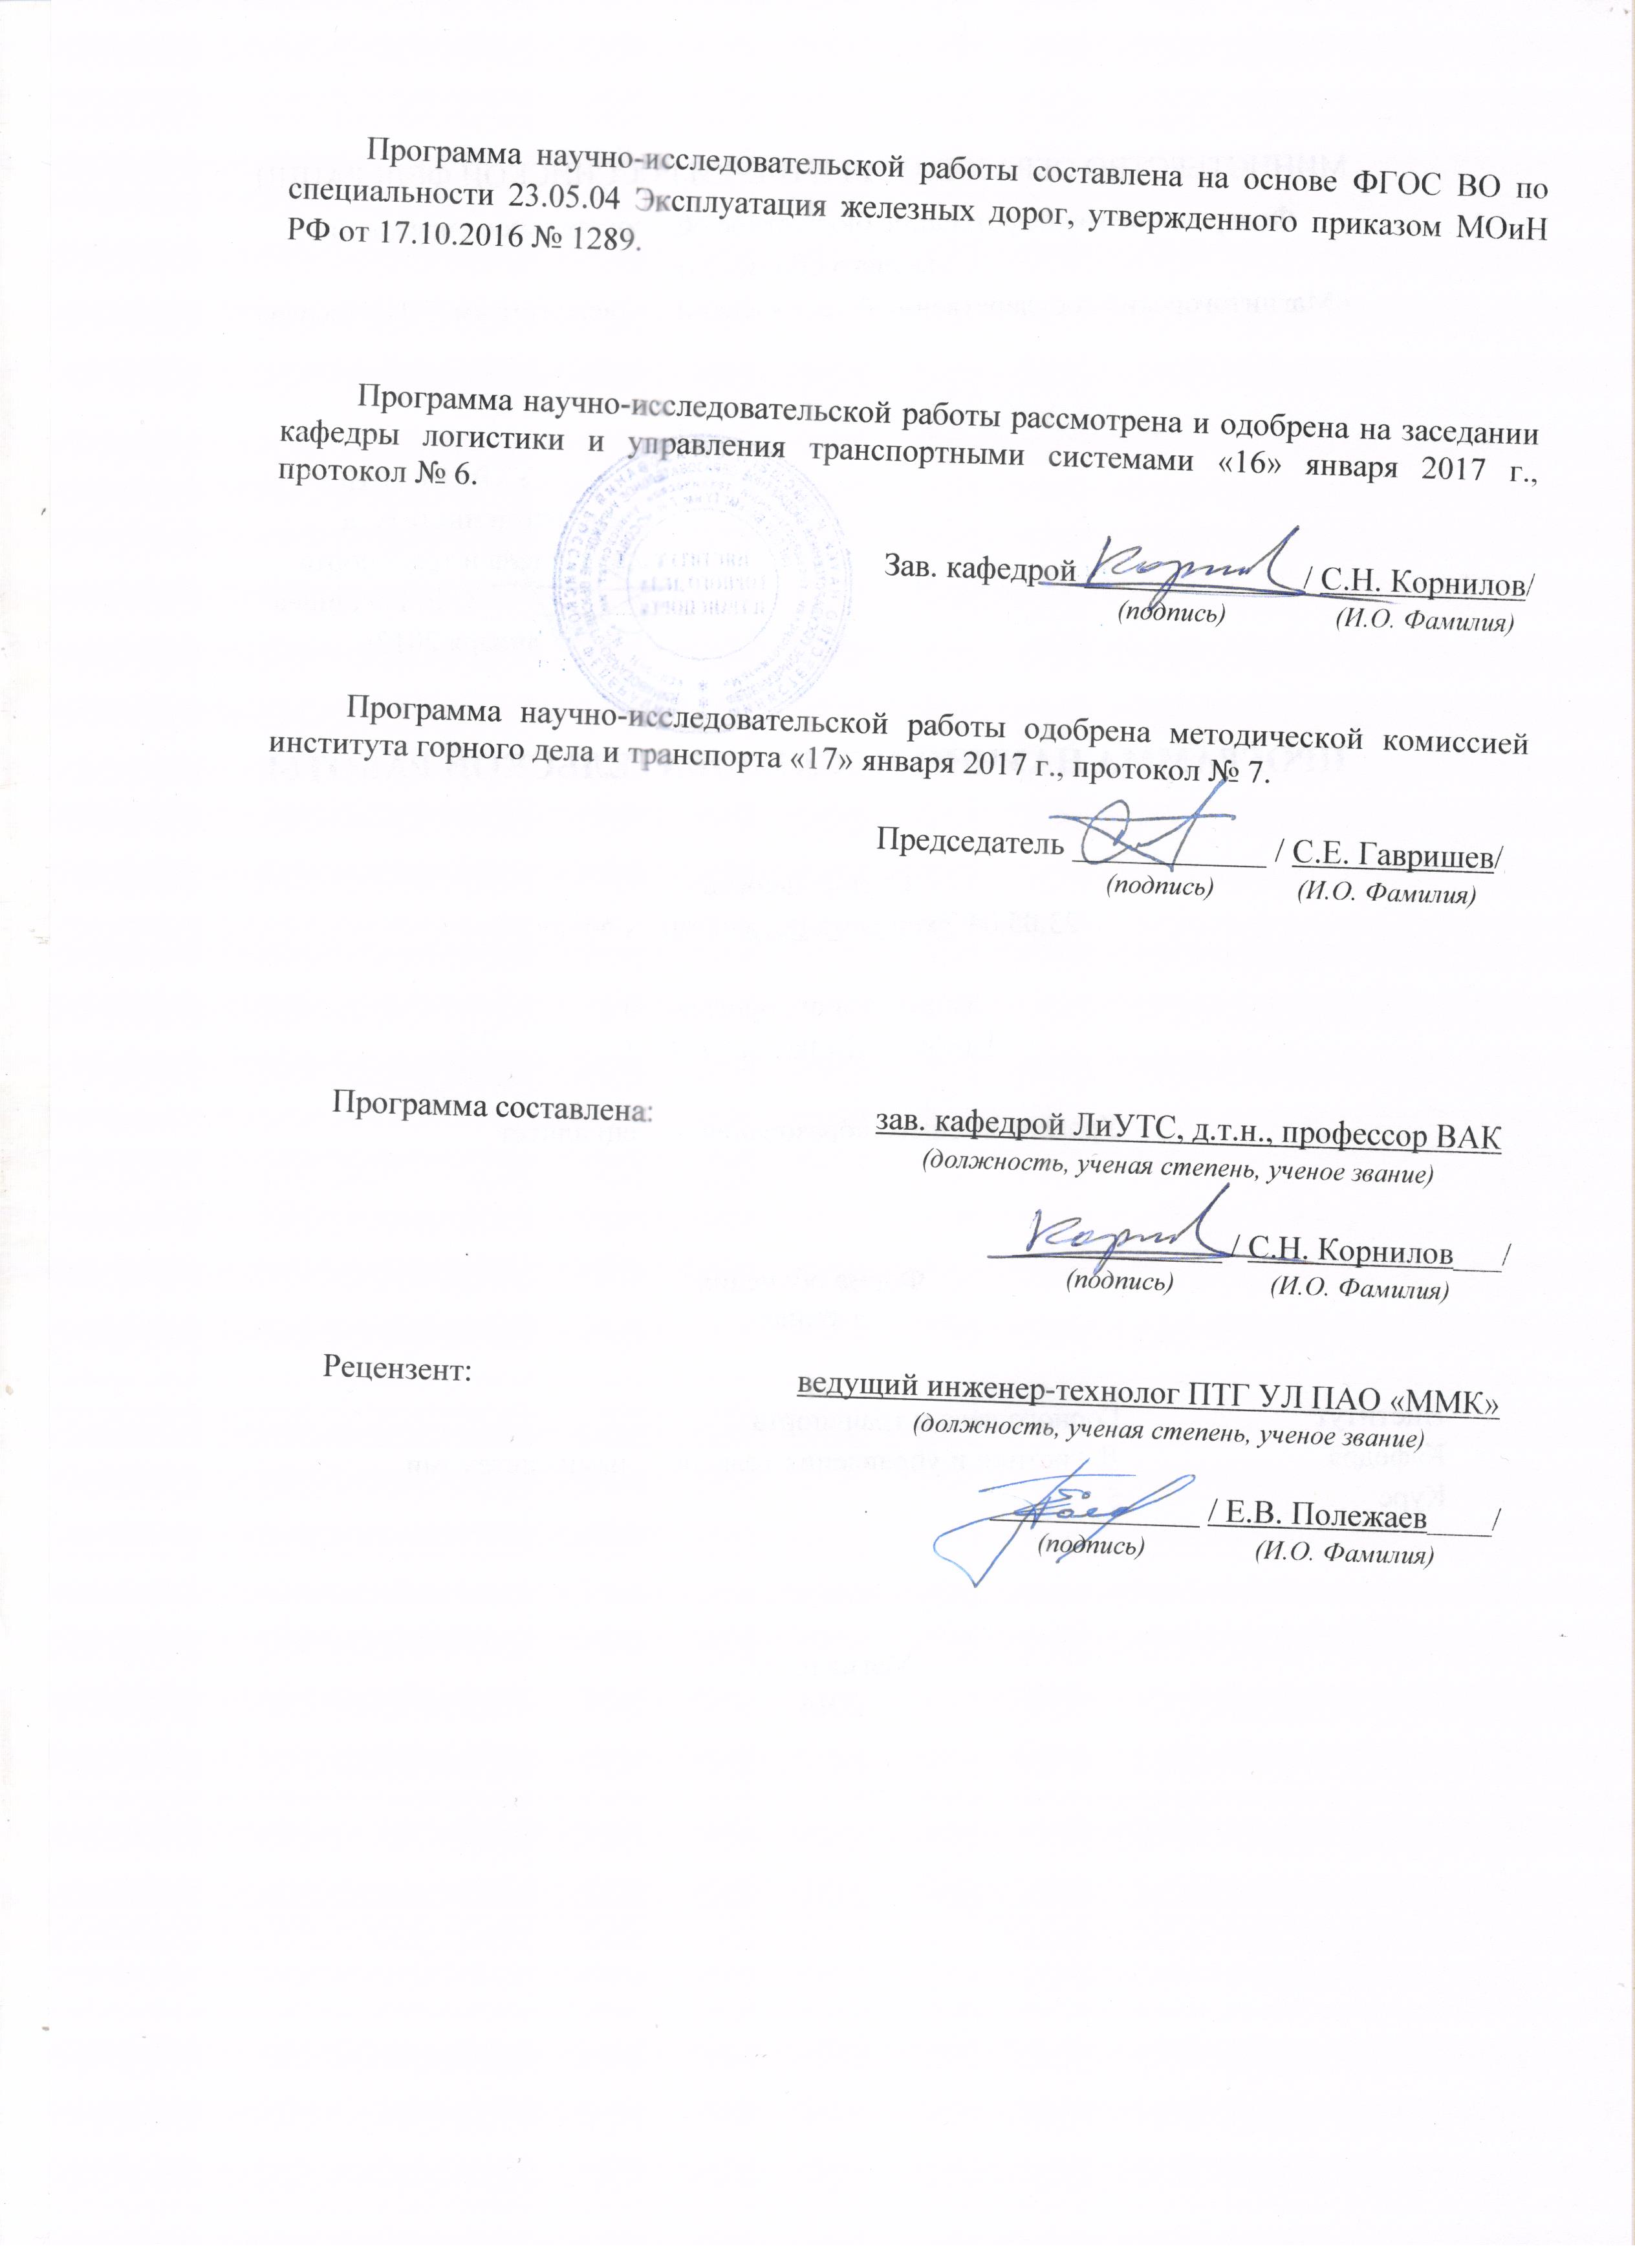 Программа научно-исследовательской работы составлена на основе ФГОС ВО по
специальности 23.05.04 Эксплуатация железных дорог, утвержденного приказом МОиН
РФ от 17.10.2016 № 1289.
Программа научно-исследовательской работы рассмотрена и одобрена на заседании
кафедры логистики и управления транспортными системами «16» января 2017 г.,
протокол № 6.
Зав. кафедрой / С.Н. Корнилов/
(подпись) (И.О. Фамилия)
Программа научно-исследовательской работы одобрена методической комиссией
института горного дела и транспорта «17» января 2017 г., протокол № 7.
Председатель / С.Е. Гавришев/
(подпись) (И.О. Фамилия)
Программа составлена: зав. кафедрой ЛиУТС, д.т.н., профессор ВАК
(должность, ученая степень, ученое звание)
/ С.Н. Корнилов /
(подпись) (И.О. Фамилия)
Рецензент: ведущий инженер-технолог ПТГ УЛ ПАО «ММК»
(должность, ученая степень, ученое звание)
/ Е.В. Полежаев /
(подпись) (И.О. Фамилия)